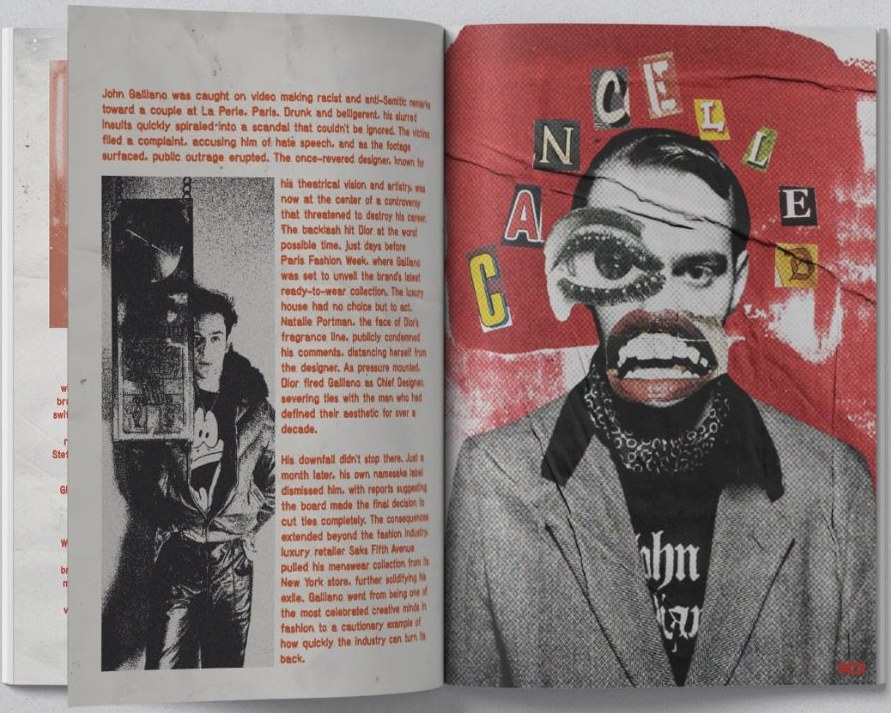 John Galliano was caught on video making racist and anti-Semitic remarks
toward a couple at La Perle, Paris. Drunk and belligerent, his slurred
insults quickly spiraled into a scandal that couldn't be ignored. The victims
filed a complaint, accusing him of hate speech, and as the footage
surfaced, public outrage erupted. The once-revered designer, known for
his theatrical vision and artistry, was
now at the center of a controversy
that threatened to destroy his career.
The backlash hit Dior at the worst
possible time, just days before
Paris Fashion Week, where Galliano
was set to unveil the brand's latest
ready-to-wear collection. The luxury
house had no choice but to act.
Natalie Portman, the face of Dior's
fragrance line, publicly condemned
his comments, distancing herself from
the designer. As pressure mounted,
Dior fired Galliano as Chief Designer,
severing ties with the man who had
defined their aesthetic for over a
decade.
His downfall didn't stop there. Just a
month later, his own namesake label
dismissed him, with reports suggesting
the board made the final decision to
cut ties completely. The consequences
extended beyond the fashion industry,
luxury retailer Saks Fifth Avenue
pulled his menswear collection from its
New York store, further solidifying his
exile. Galliano went from being one of
the most celebrated creative minds in
fashion to a cautionary example of
how quickly the industry can turn its
back.
CANCELLED
John